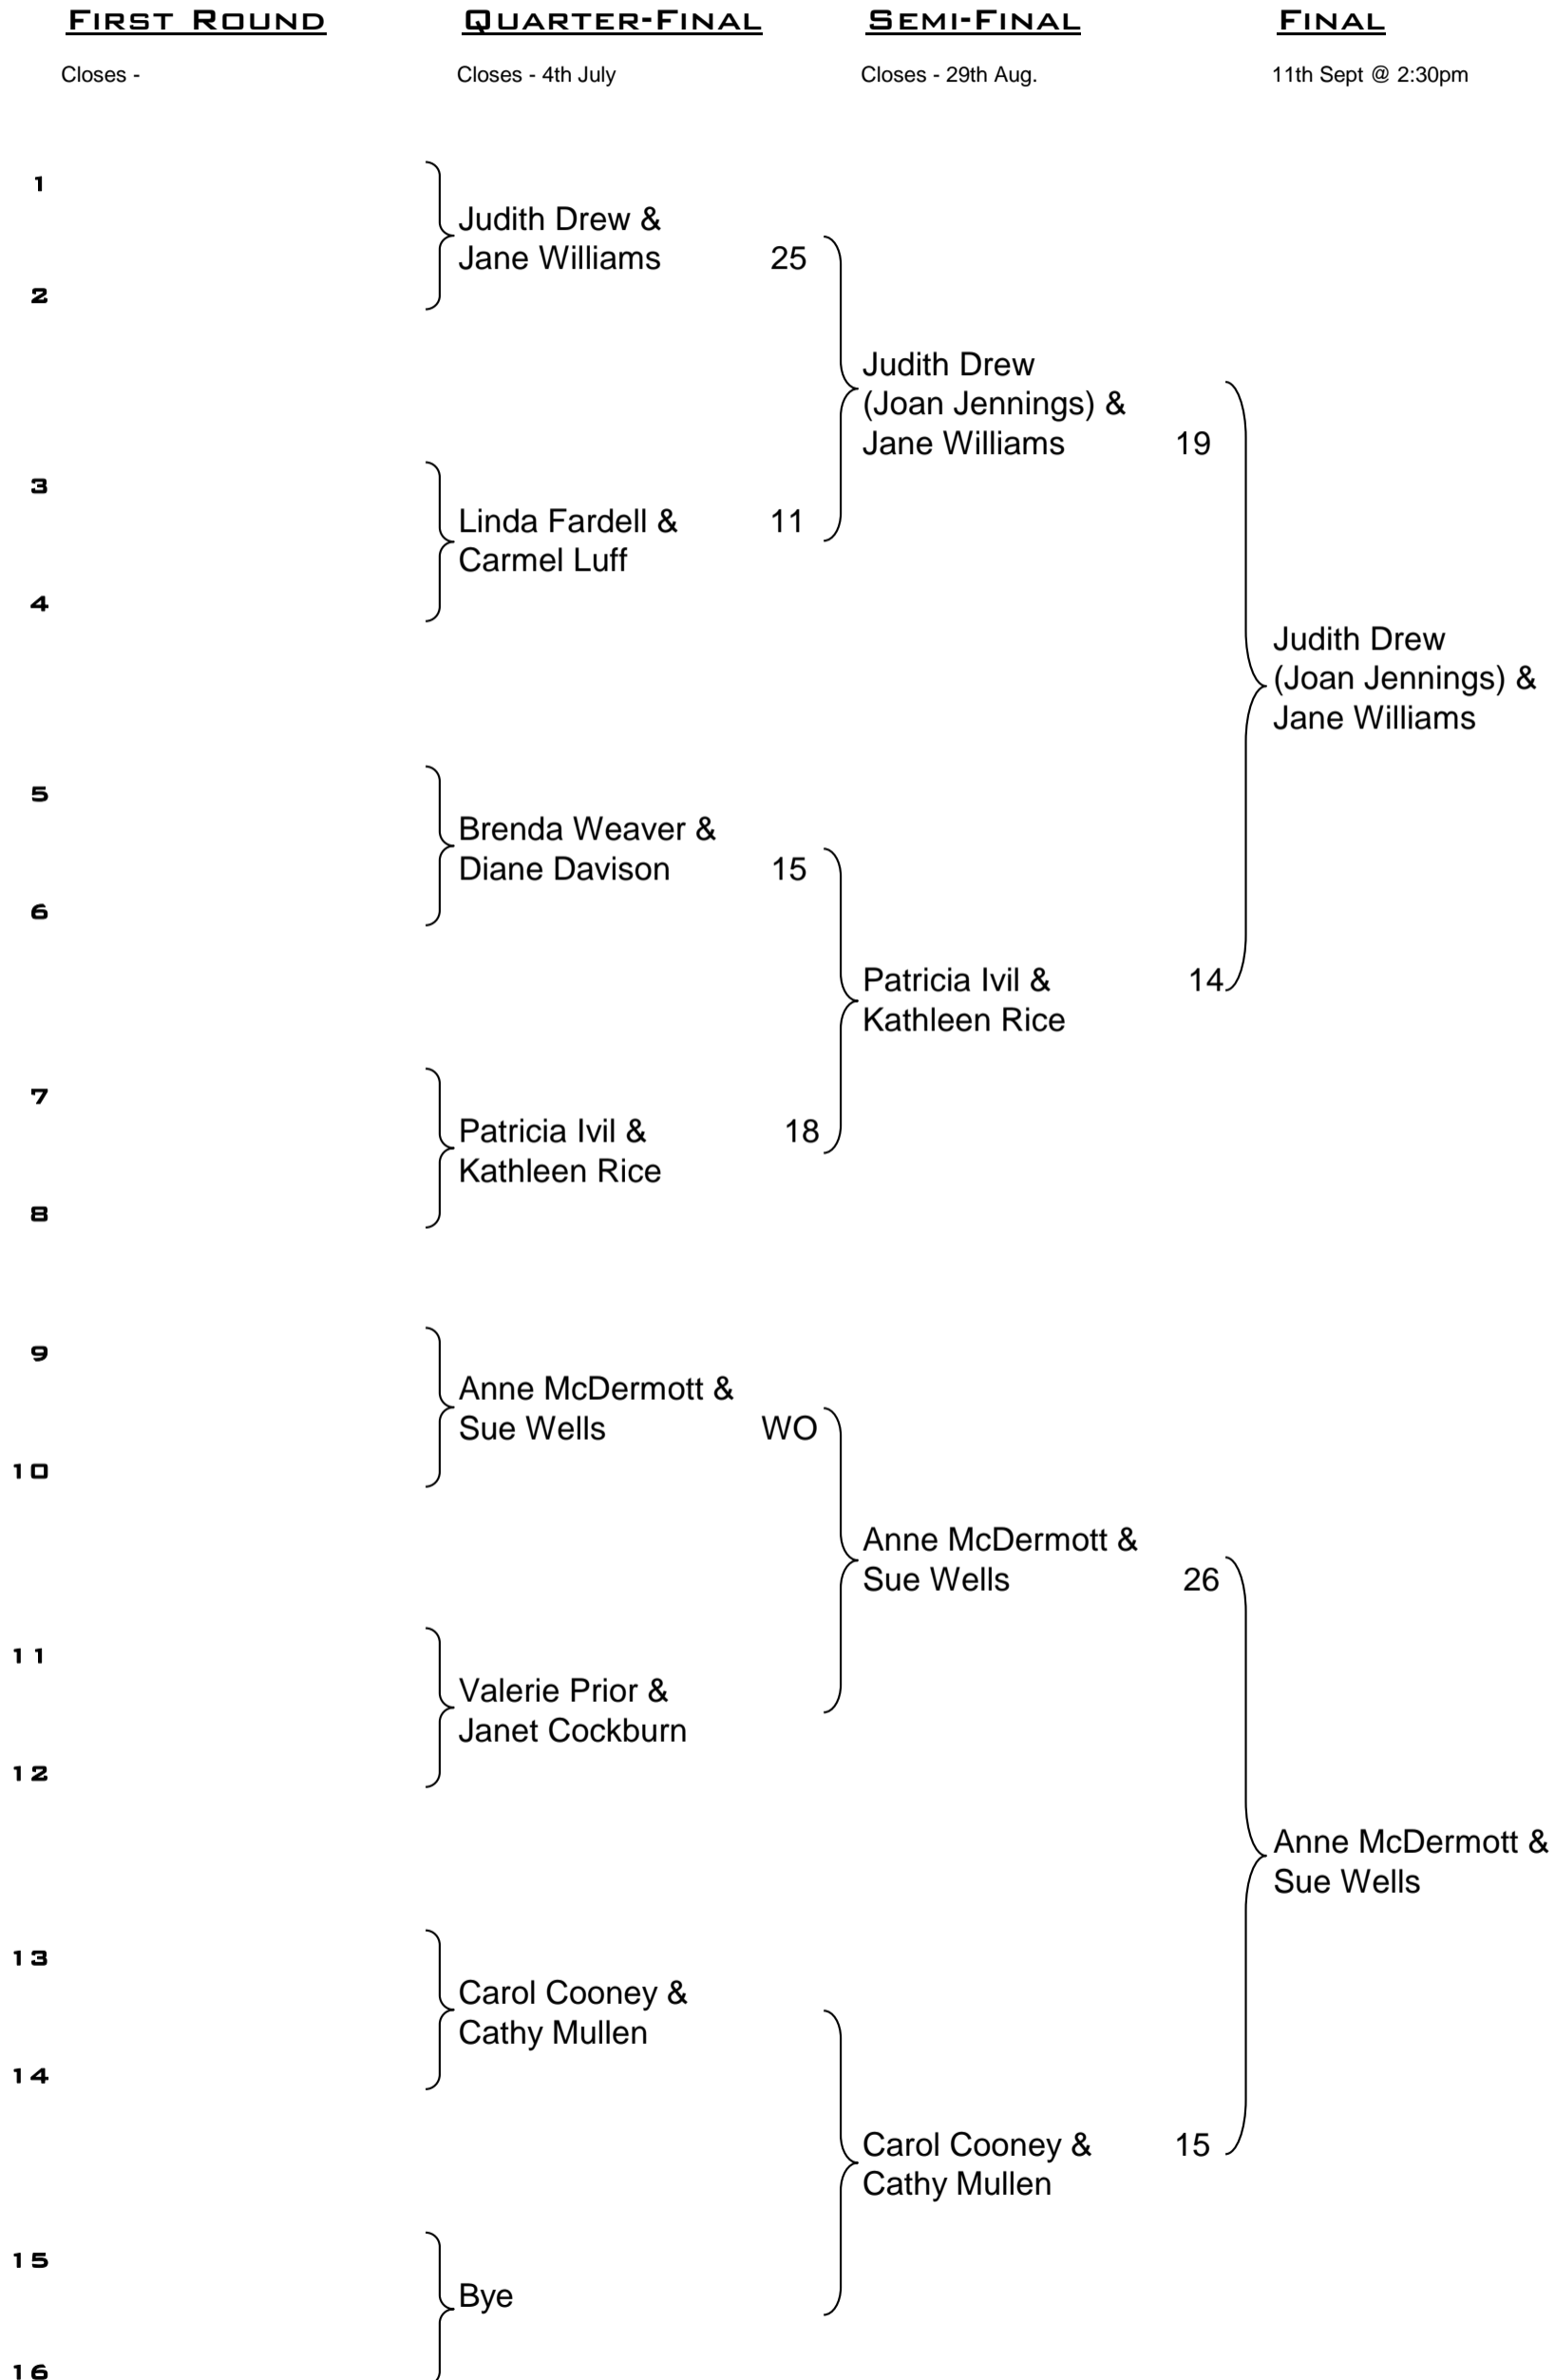 First Round Quarter-Final Semi-Final Final
Closes - Closes - 4th July Closes - 29th Aug. 11th Sept @ 2:30pm
1
Judith Drew &
Jane Williams 25
2
Judith Drew
(Joan Jennings) &
Jane Williams 19
3
Linda Fardell & 11
Carmel Luff
4
Judith Drew
(Joan Jennings) &
Jane Williams
5
Brenda Weaver &
Diane Davison 15
6
Patricia Ivil & 14
Kathleen Rice
7
Patricia Ivil & 18
Kathleen Rice
8
9
Anne McDermott &
Sue Wells WO
10
Anne McDermott &
Sue Wells 26
11
Valerie Prior &
Janet Cockburn
12
Anne McDermott &
Sue Wells
13
Carol Cooney &
Cathy Mullen
14
Carol Cooney & 15
Cathy Mullen
15
Bye
16